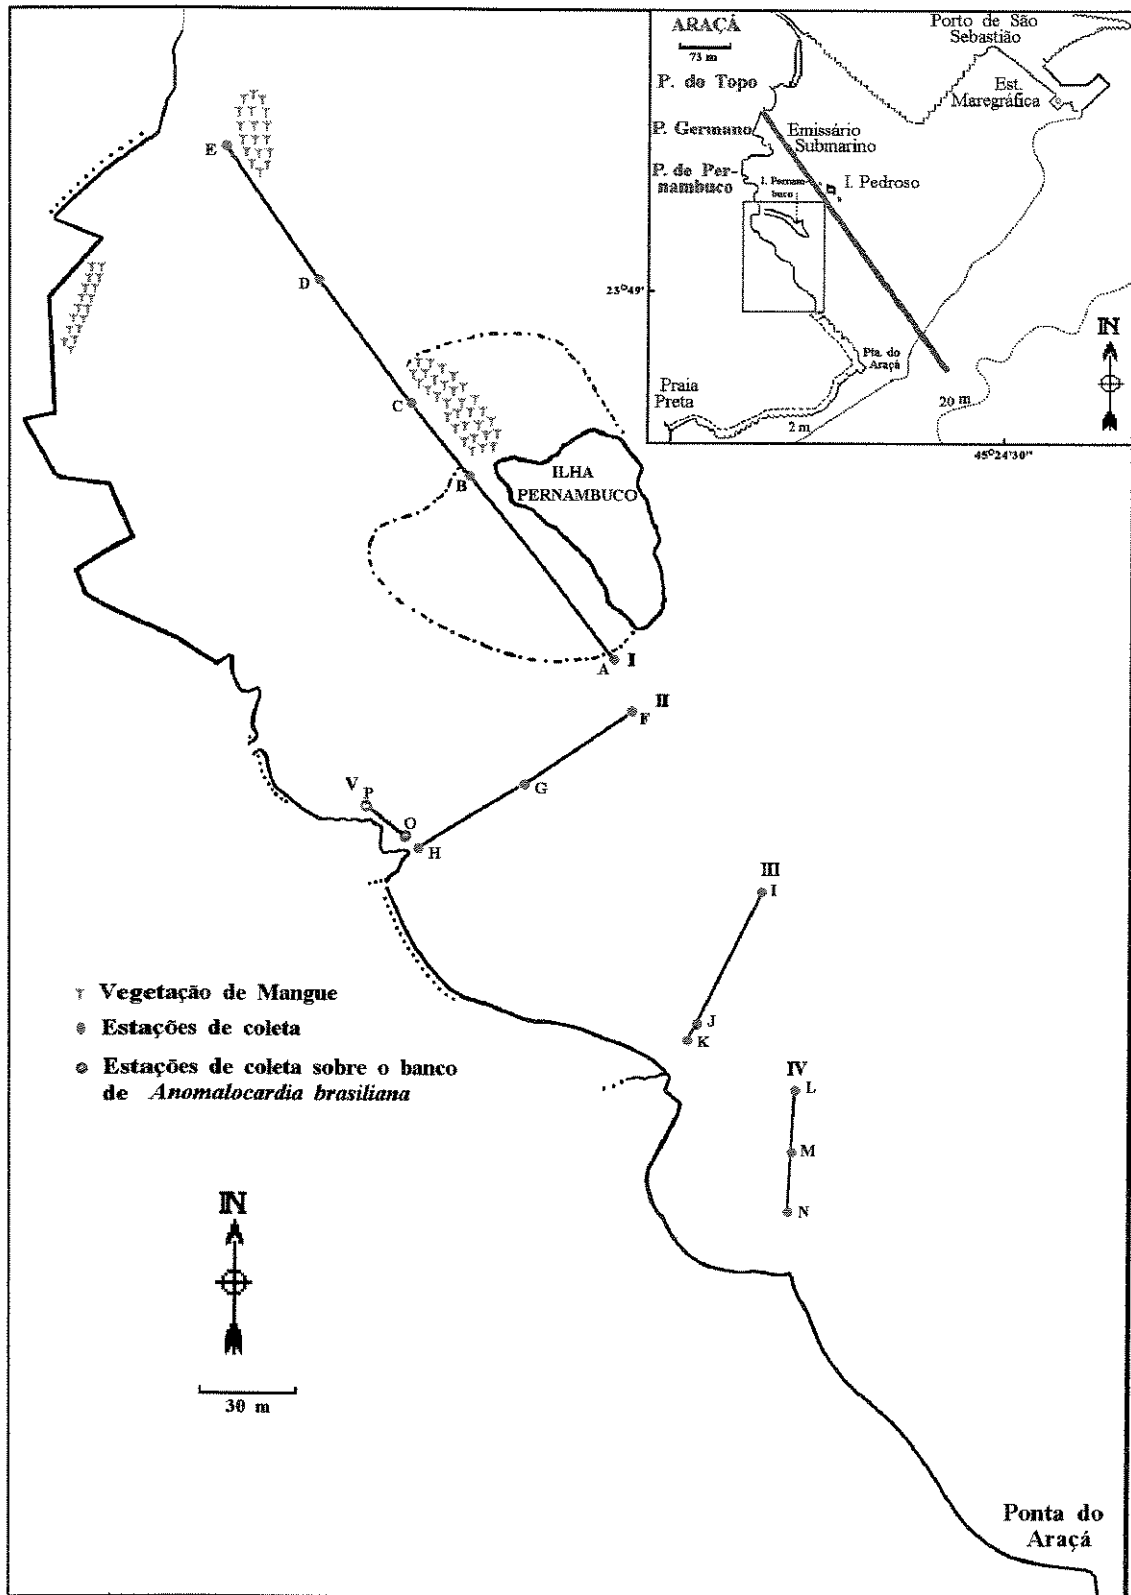 ARAÇÁ
73 m
Porto de São
Sebastião
P. do Topo
Est.
Maregráfica
P. Germano
Emissário
Submarino
P. de Per-
nambuco
I. Pernam-
buco
I. Pedroso
23°49'
N
Pta. do
Araçá
Praia
Preta
20 m
2 m
45°24'30"
E
D
C
B
ILHA
PERNAMBUCO
A I
II
F
V
P
G
O
H
III
I
J
K
IV
L
M
N
Vegetação de Mangue
Estações de coleta
Estações de coleta sobre o banco
de Anomalocardia brasiliana
N
30 m
Ponta do
Araçá